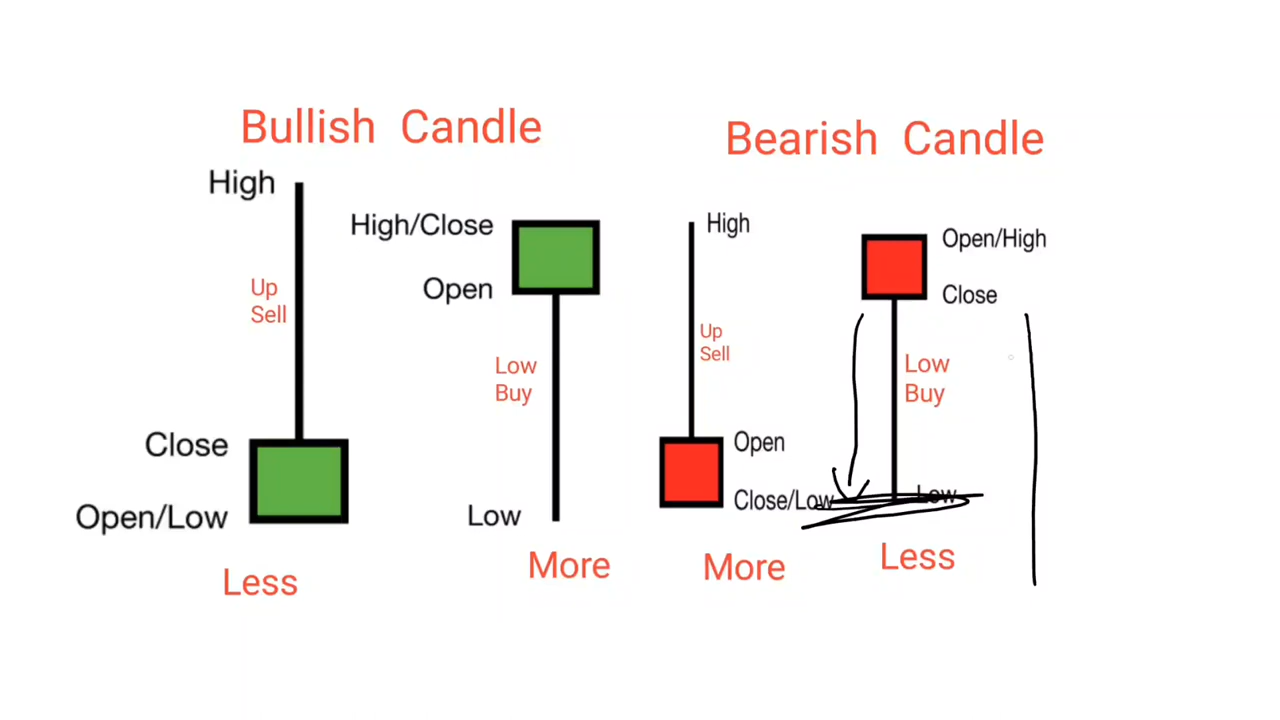 Bullish Candle
High
Up
Sell
Close
Open/Low
Less
High/Close
Open
Low
Buy
Low
More
Bearish Candle
High
Up
Sell
Open
Close/Low
More
Open/High
Close
Low
Buy
Low
Less